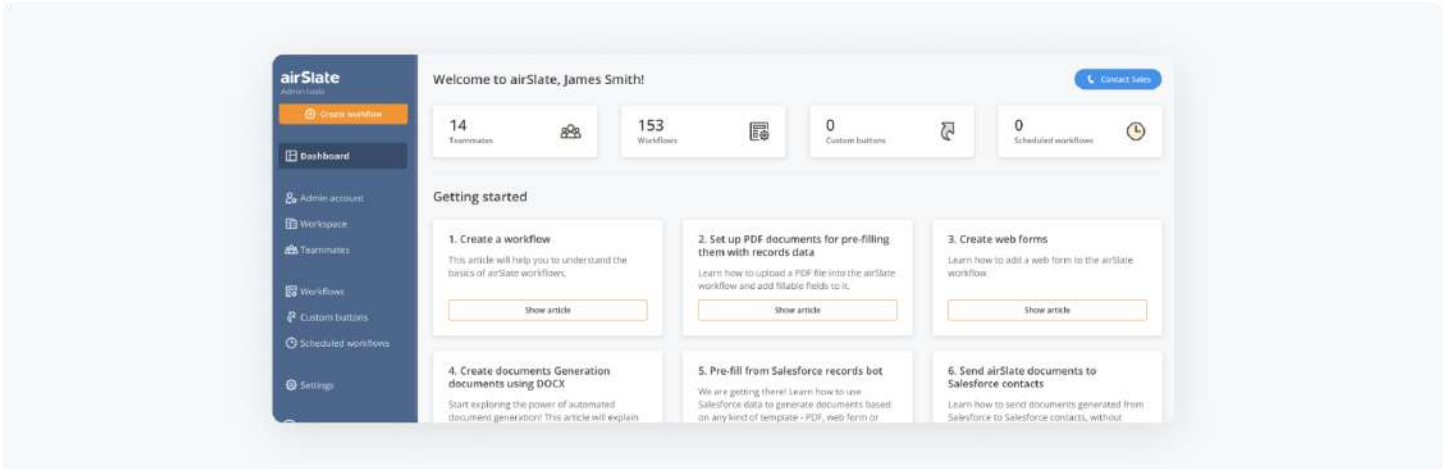 airSlate
Admin tools
Create workflow
Dashboard
Admin account
Workspace
Teammates
Workflows
Custom buttons
Scheduled workflows
Settings
Welcome to airSlate, James Smith!
Contact Sales
14
Teammates
153
Workflows
0
Custom buttons
0
Scheduled workflows
Getting started
1. Create a workflow
This article will help you to understand the
basics of airSlate workflows.
Show article
2. Set up PDF documents for pre-filling
them with records data
Learn how to upload a PDF file into the airSlate
workflow and add fillable fields to it.
Show article
3. Create web forms
Learn how to add a web form to the airSlate
workflow
Show article
4. Create documents Generation
documents using DOCX
Start exploring the power of automated
document generation! This article will explain
5. Pre-fill from Salesforce records bot
We are getting there! Learn how to use
Salesforce data to generate documents based
on any kind of template - PDF, web form or
6. Send airSlate documents to
Salesforce contacts
Learn how to send documents generated from
Salesforce to Salesforce contacts, without